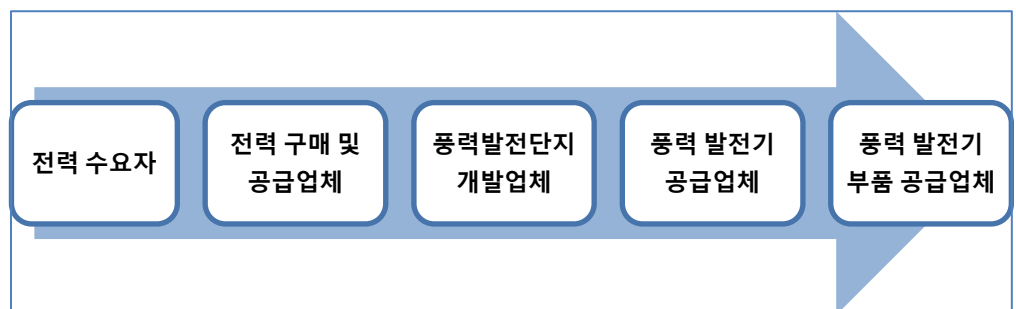 전력 수요자
전력 구매 및
공급업체
풍력발전단지
개발업체
풍력 발전기
공급업체
풍력 발전기
부품 공급업체